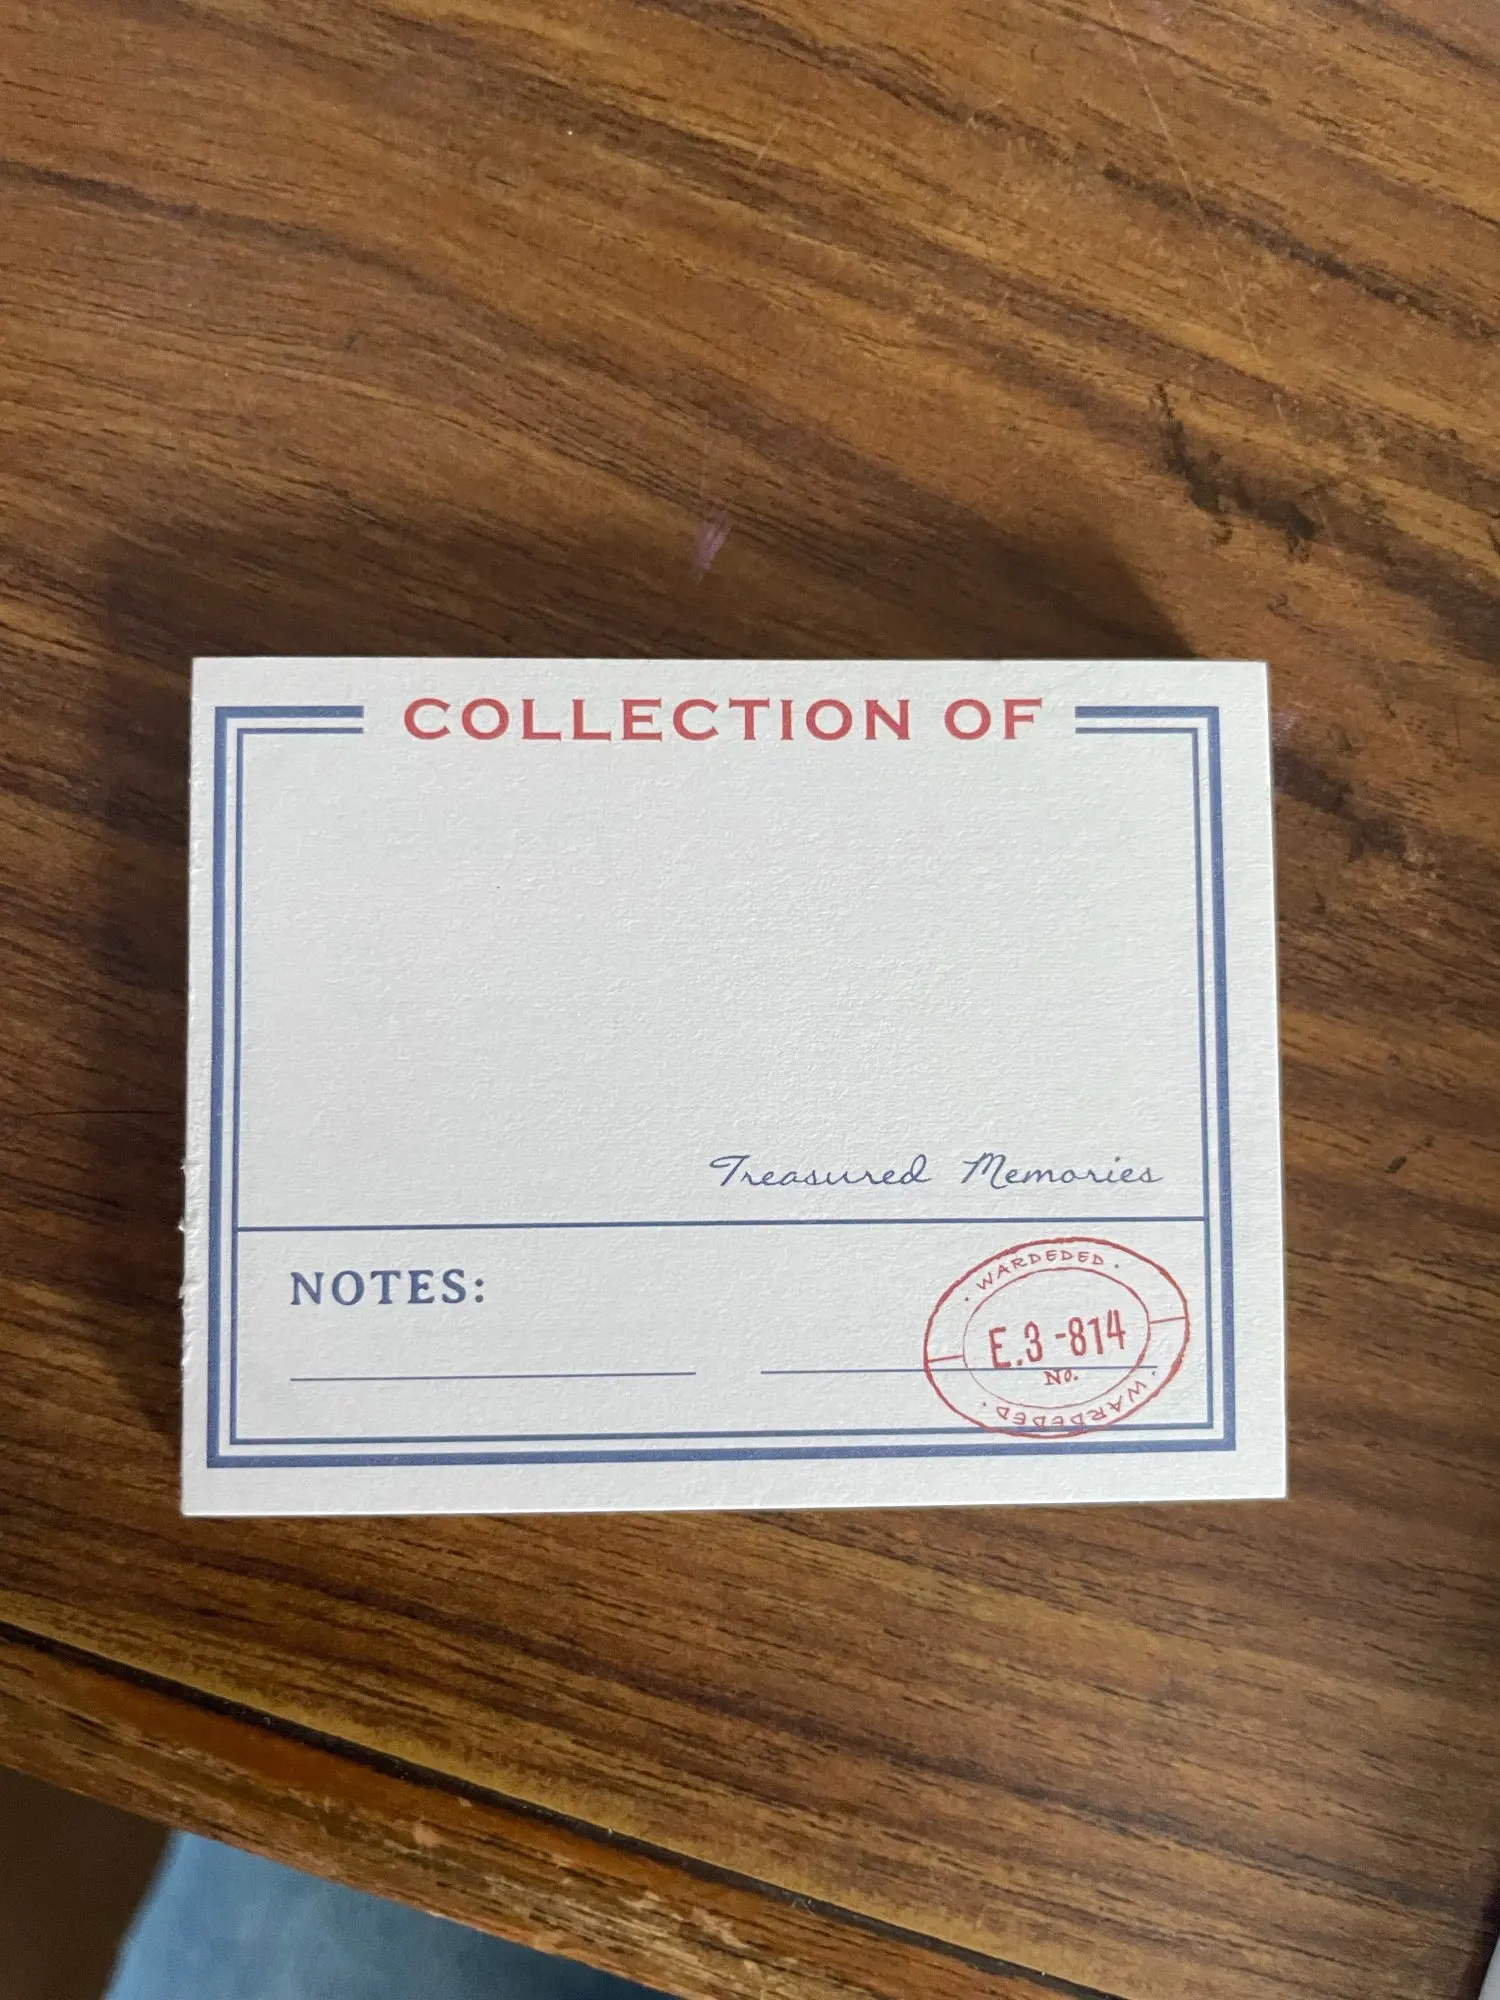 COLLECTION OF
Treasured Memories
NOTES:
· WARDEDED ·
E.3 -814
No.
· WARDEDED ·